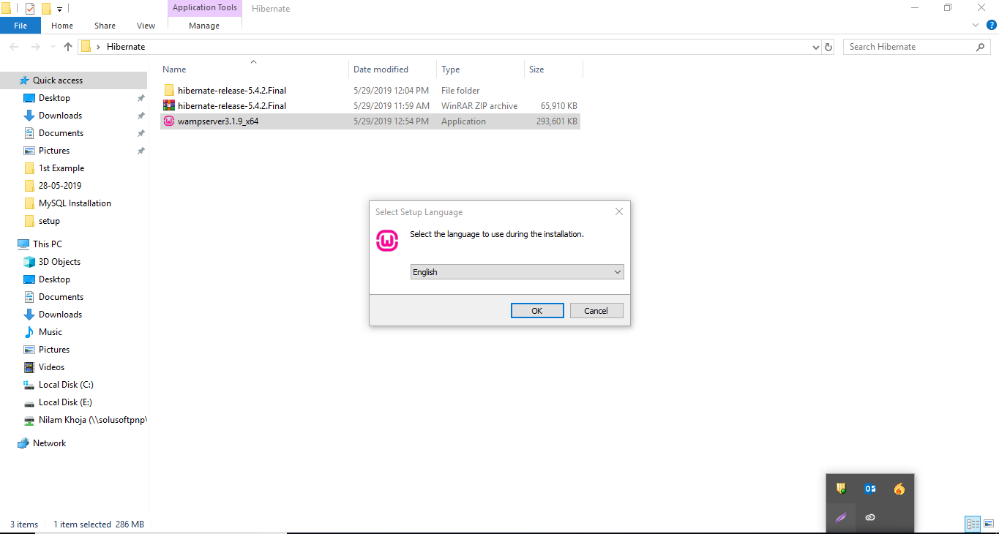 Application Tools Hibernate
File Home Share View Manage
Hibernate Search Hibernate
Name Date modified Type Size
Quick access
Desktop
Downloads
Documents
Pictures
1st Example
28-05-2019
MySQL Installation
setup
This PC
3D Objects
Desktop
Documents
Downloads
Music
Pictures
Videos
Local Disk (C:)
Local Disk (E:)
Nilam Khoja (\\solusoftpnp\
Network
hibernate-release-5.4.2.Final 5/29/2019 12:04 PM File folder
hibernate-release-5.4.2.Final 5/29/2019 11:59 AM WinRAR ZIP archive 65,910 KB
wampserver3.1.9_x64 5/29/2019 12:54 PM Application 293,601 KB
Select Setup Language
Select the language to use during the installation.
English
OK Cancel
3 items 1 item selected 286 MB